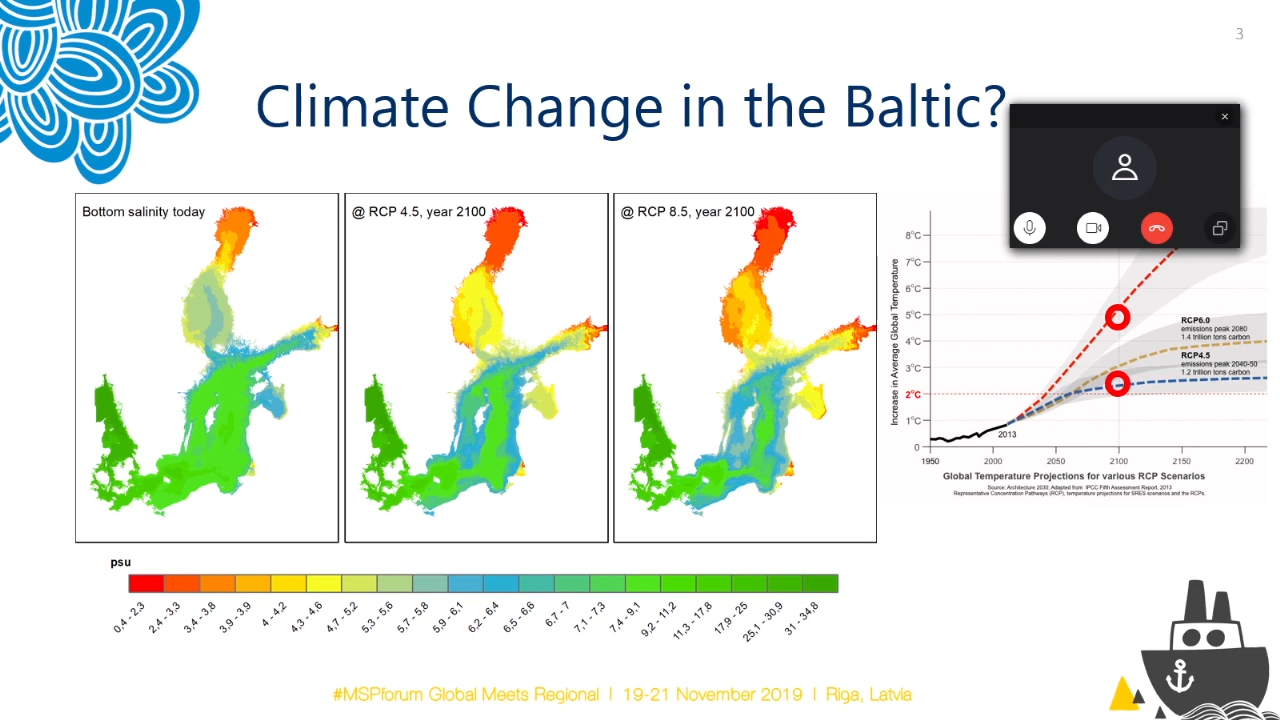 3
Climate Change in the Baltic?
Bottom salinity today
@ RCP 4.5, year 2100
@ RCP 8.5, year 2100
8°C
7°C
6°C
5°C
4°C
3°C
2°C
1°C
0
Increase in Average Global Temperature
RCP6.0
emissions peak 2080
1.4 trillion tons carbon
RCP4.5
emissions peak 2040-50
1.2 trillion tons carbon
2013
1950 2000 2050 2100 2150 2200
Global Temperature Projections for various RCP Scenarios
Source: Architecture 2030; Adapted from IPCC Fifth Assessment Report, 2013
Representative Concentration Pathways (RCP), temperature projections for SRES scenarios and the RCPs.
psu
0,4 - 2,3
2,4 - 3,3
3,4 - 3,8
3,9 - 3,9
4 - 4,2
4,3 - 4,6
4,7 - 5,2
5,3 - 5,6
5,7 - 5,8
5,9 - 6,1
6,2 - 6,4
6,5 - 6,6
6,7 - 7
7,1 - 7,3
7,4 - 9,1
9,2 - 11,2
11,3 - 17,8
17,9 - 25
25,1 - 30,9
31 - 34,8
#MSPforum Global Meets Regional | 19-21 November 2019 | Riga, Latvia